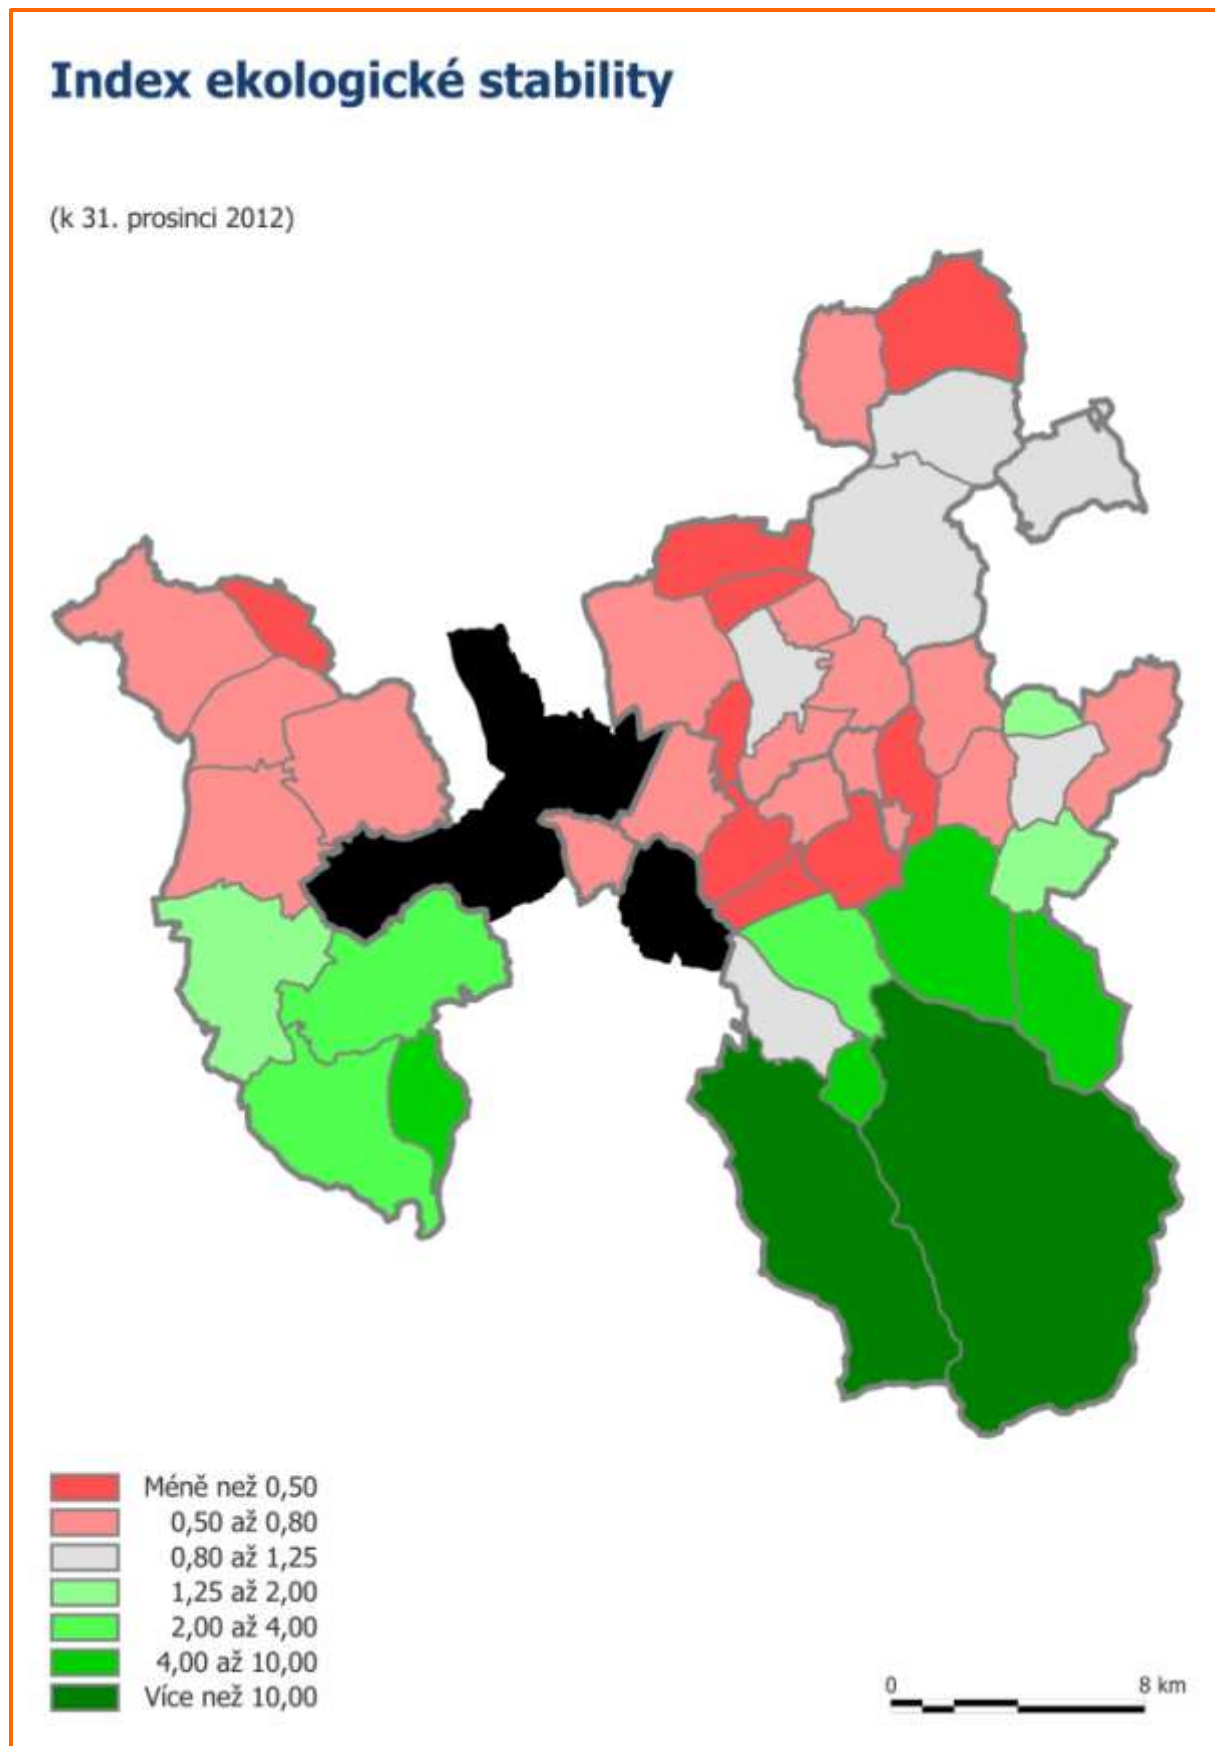 Index ekologické stability
(k 31. prosinci 2012)
Méně než 0,50
0,50 až 0,80
0,80 až 1,25
1,25 až 2,00
2,00 až 4,00
4,00 až 10,00
Více než 10,00
0 8 km